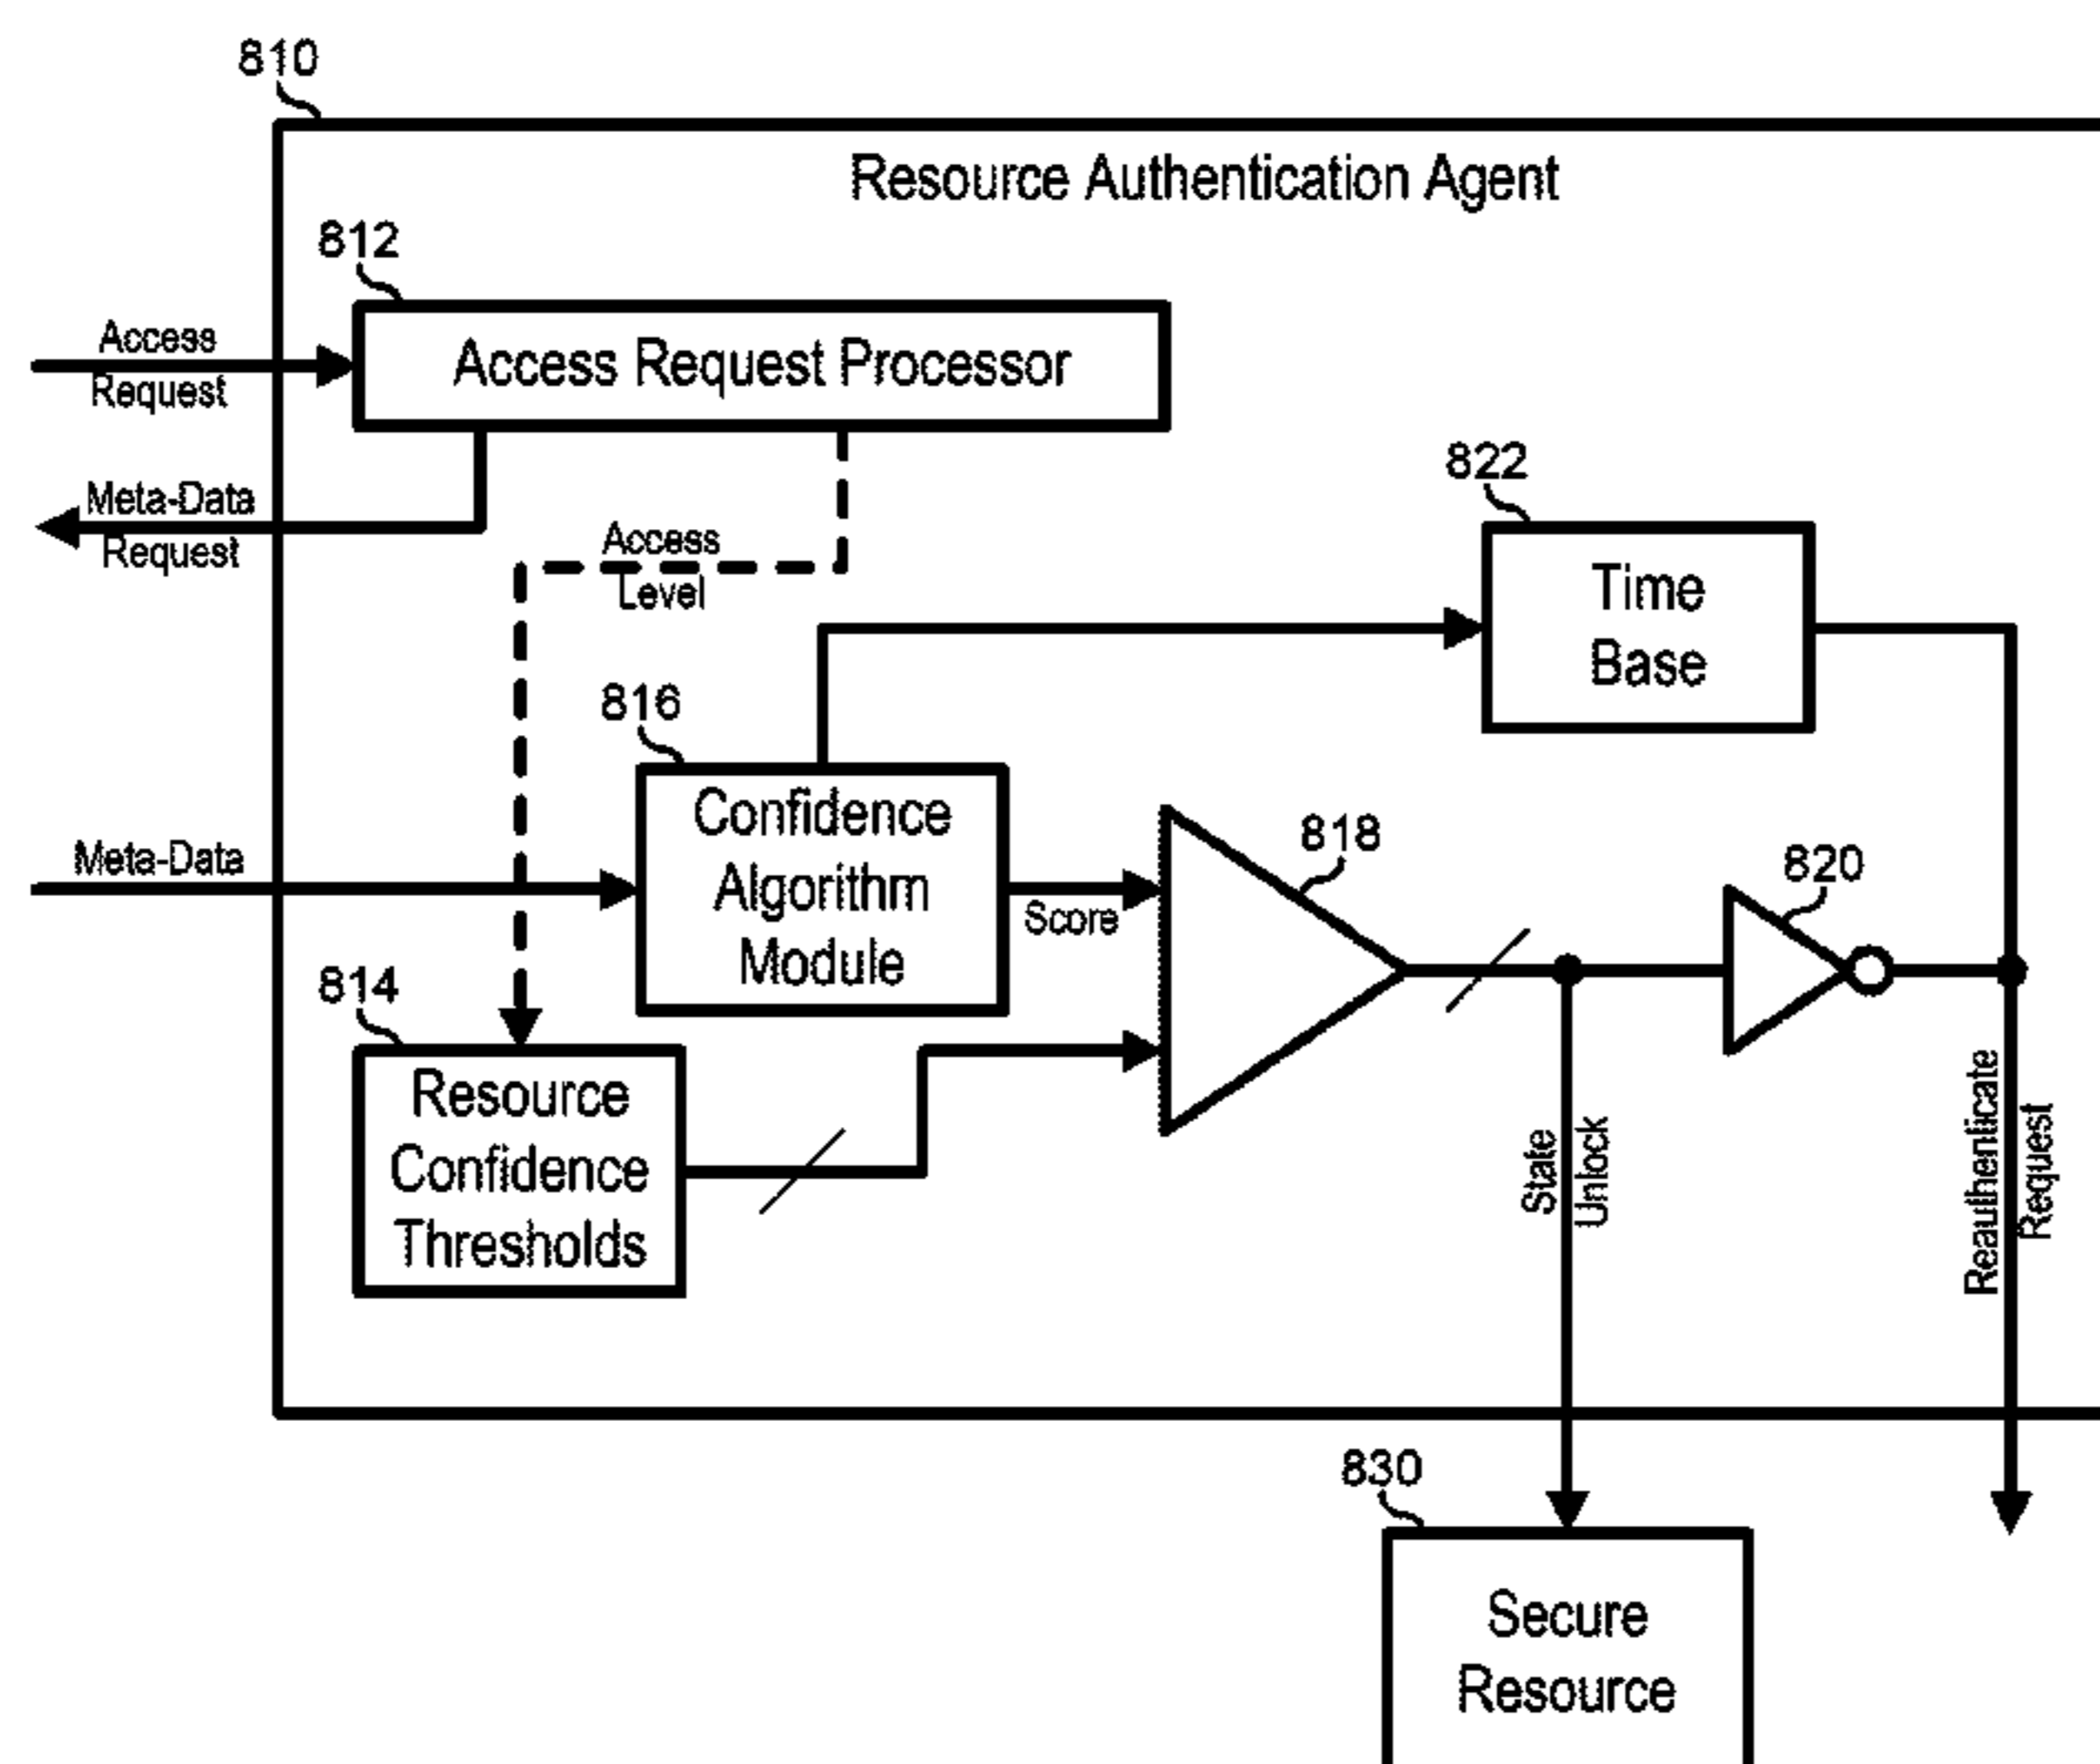 810
Resource Authentication Agent
812
Access
Request
Access Request Processor
Meta-Data
Request
Access
Level
822
Time
Base
816
Confidence
Algorithm
Module
Meta-Data
Score
818
820
814
Resource
Confidence
Thresholds
State
Unlock
Reauthenticate
Request
830
Secure
Resource